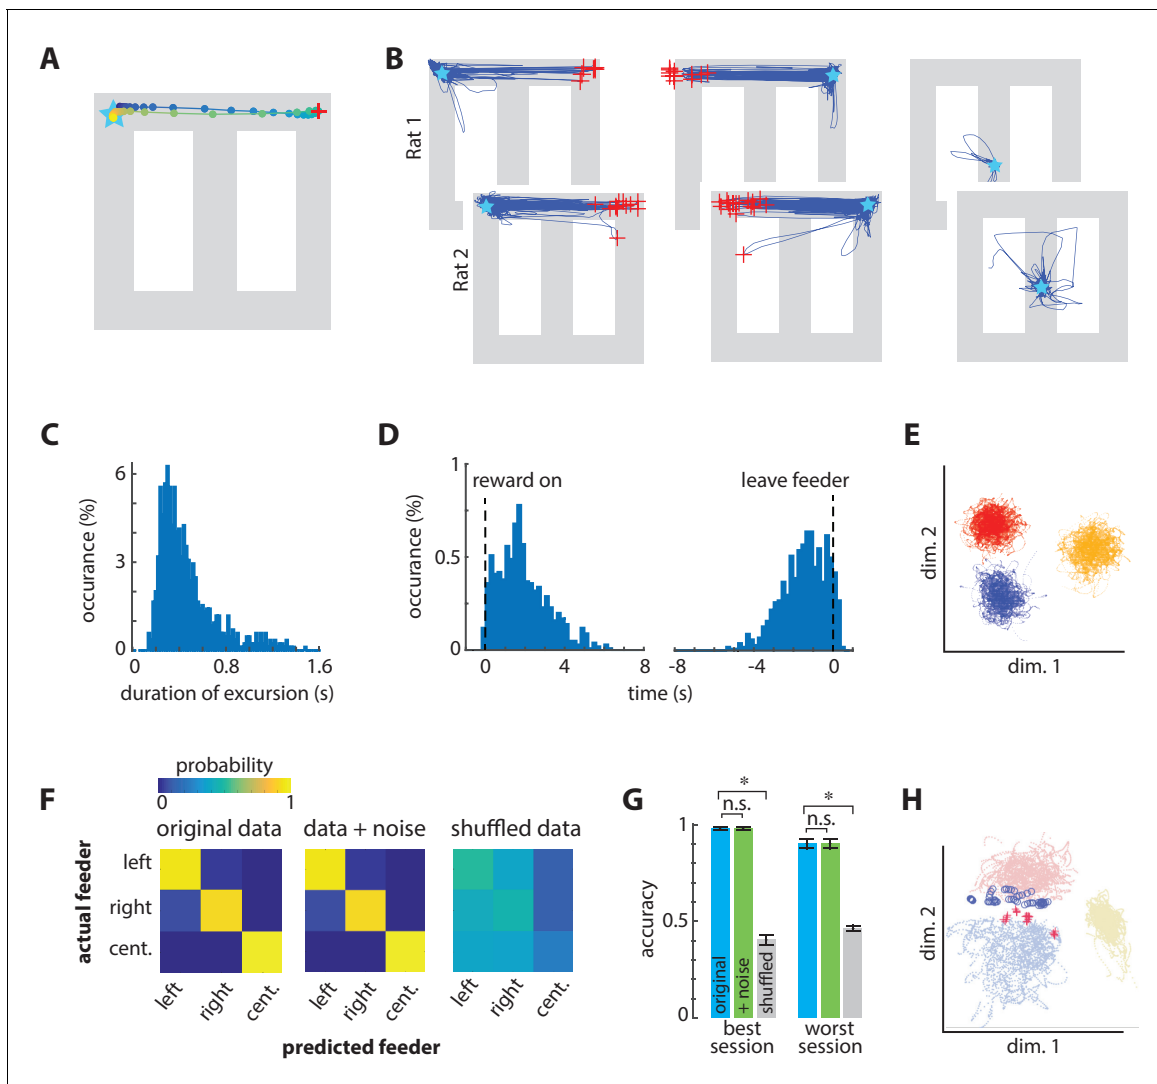 A
B
Rat 1
Rat 2
C
6
3
0
occurance (%)
0
0.8
1.6
duration of excursion (s)
D
1
0.5
0
occurance (%)
reward on
leave feeder
0
4
8
-8
-4
0
time (s)
E
dim. 2
dim. 1
F
probability
0
1
original data
data + noise
shuffled data
actual feeder
left
right
cent.
left
right
cent.
left
right
cent.
left
right
cent.
predicted feeder
G
*
n.s.
*
n.s.
1
0.5
0
accuracy
original
+ noise
shuffled
best
session
worst
session
H
dim. 2
dim. 1